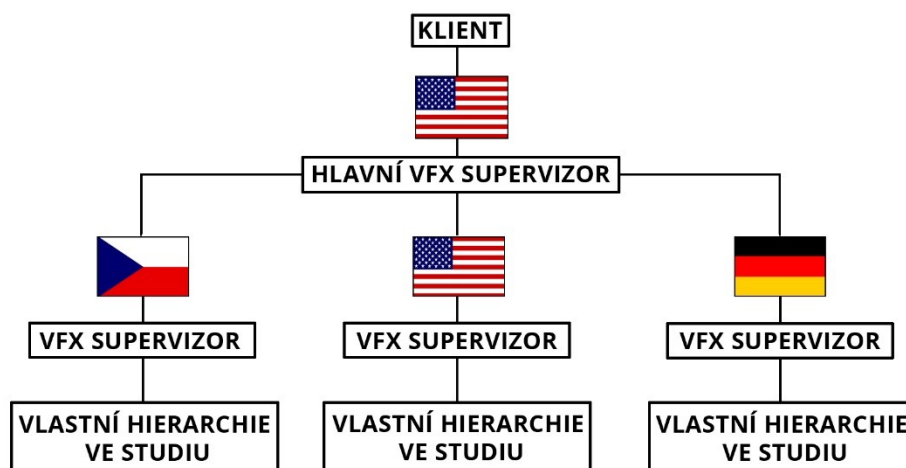 KLIENT
HLAVNÍ VFX SUPERVIZOR
VFX SUPERVIZOR
VFX SUPERVIZOR
VFX SUPERVIZOR
VLASTNÍ HIERARCHIE
VE STUDIU
VLASTNÍ HIERARCHIE
VE STUDIU
VLASTNÍ HIERARCHIE
VE STUDIU